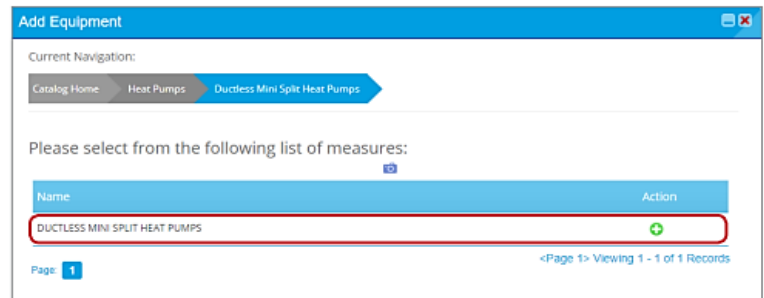 Add Equipment
Current Navigation:
Catalog Home Heat Pumps Ductless Mini Split Heat Pumps
Please select from the following list of measures:
Name Action
DUCTLESS MINI SPLIT HEAT PUMPS
Page: 1 <Page 1> Viewing 1 - 1 of 1 Records